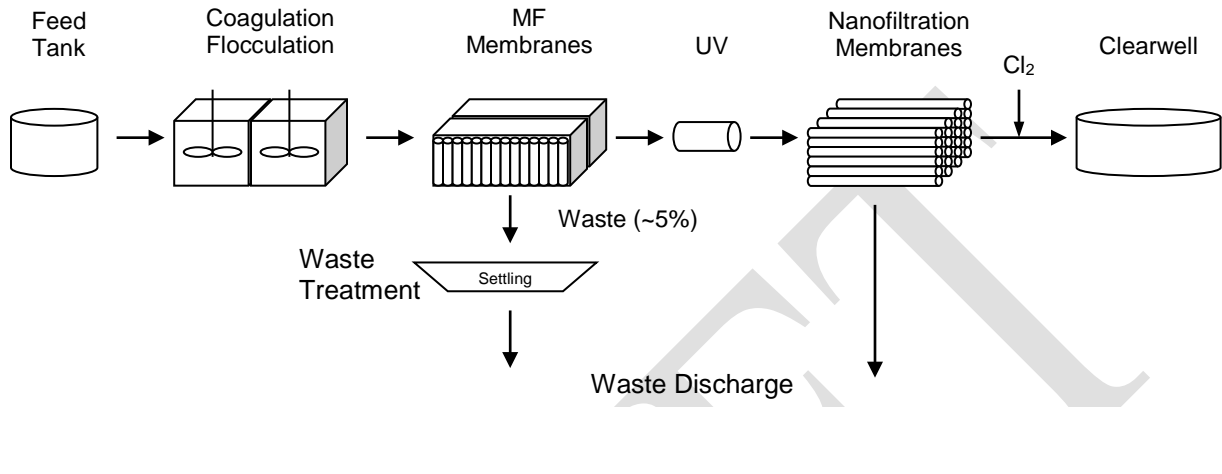 Feed
Tank
Coagulation
Flocculation
MF
Membranes
UV
Nanofiltration
Membranes
Cl₂
Clearwell
Waste (~5%)
Waste
Treatment
Settling
Waste Discharge